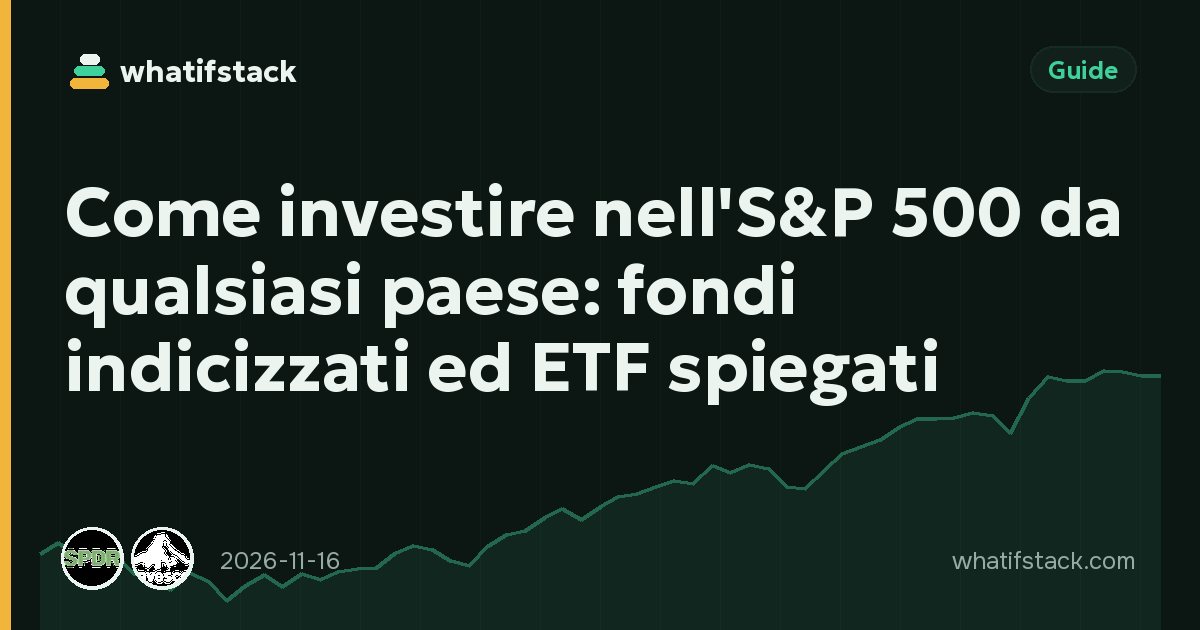 whatifstack
Guide
Come investire nell'S&P 500 da
qualsiasi paese: fondi
indicizzati ed ETF spiegati
SPDR
2026-11-16
whatifstack.com